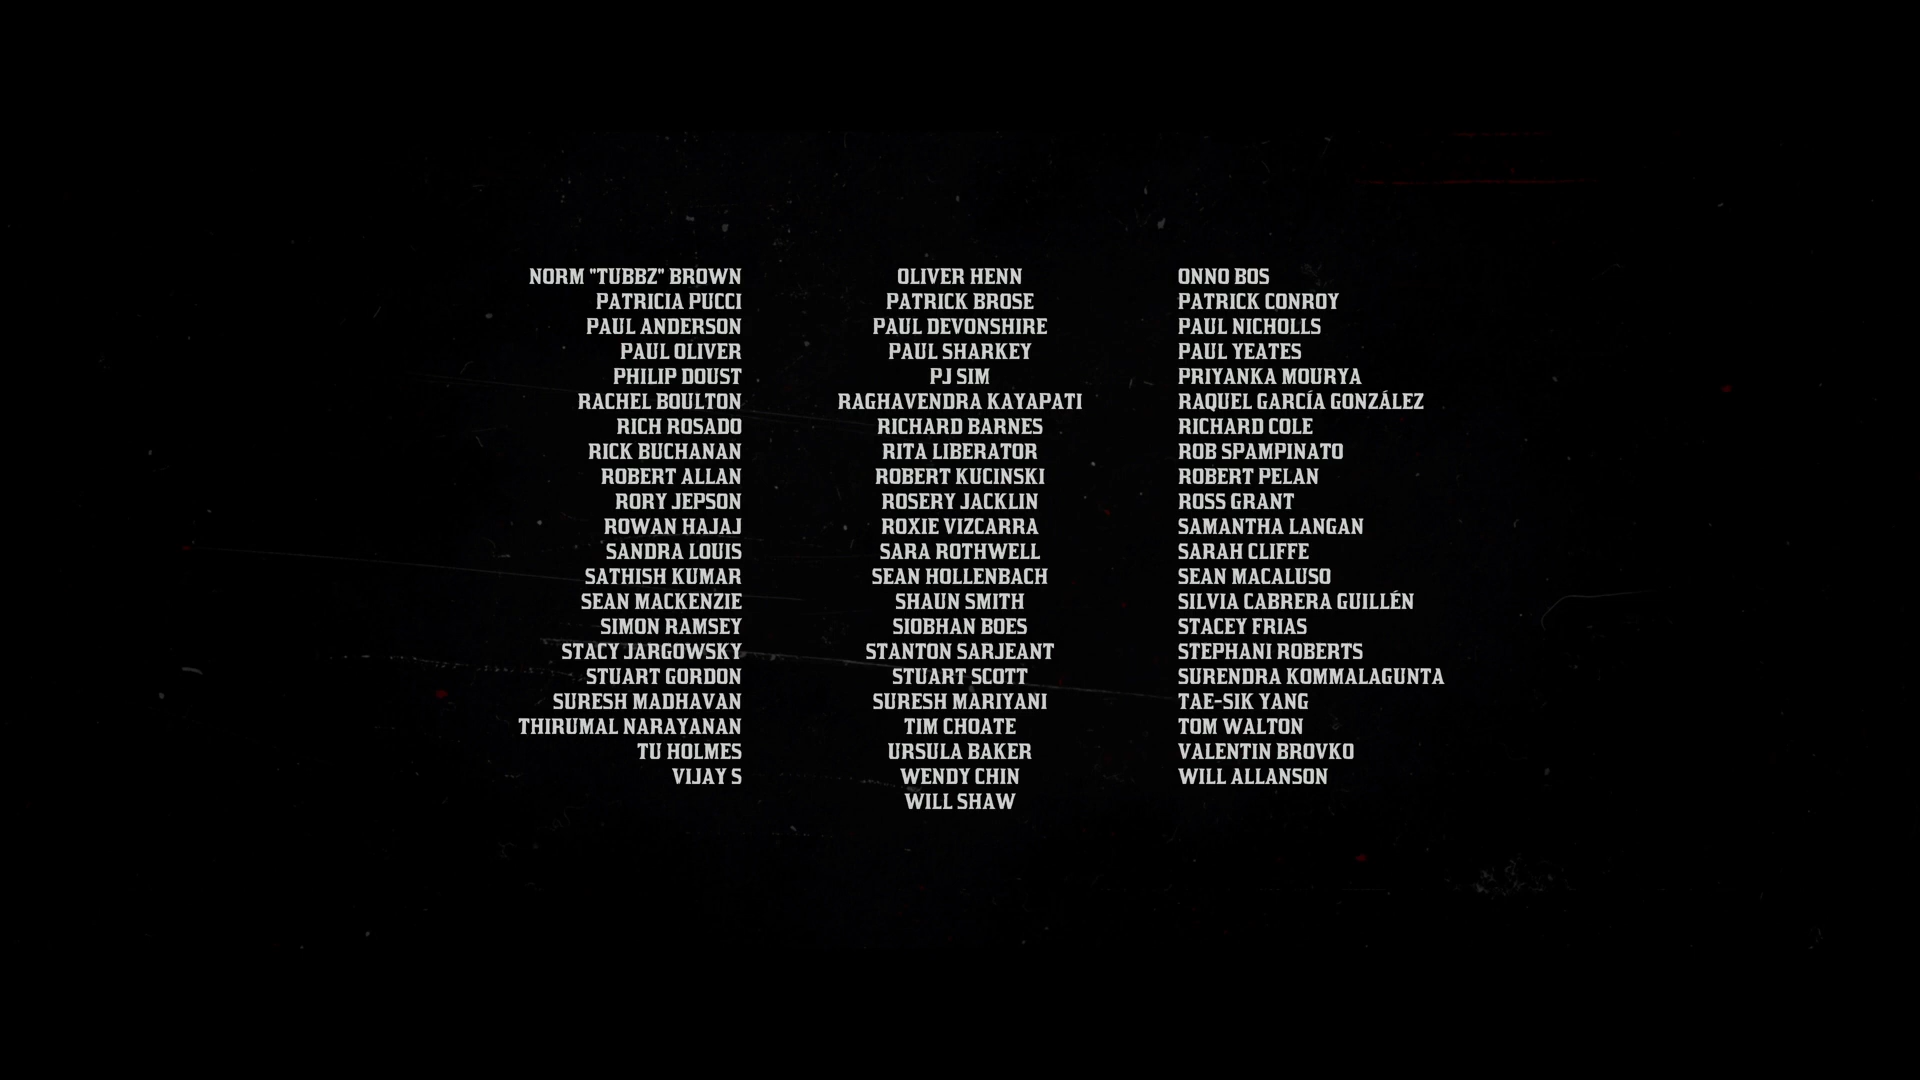 NORM "TUBBZ" BROWN OLIVER HENN ONNO BOS
PATRICIA PUCCI PATRICK BROSE PATRICK CONROY
PAUL ANDERSON PAUL DEVONSHIRE PAUL NICHOLLS
PAUL OLIVER PAUL SHARKEY PAUL YEATES
PHILIP DOUST PJ SIM PRIYANKA MOURYA
RACHEL BOULTON RAGHAVENDRA KAYAPATI RAQUEL GARCÍA GONZÁLEZ
RICH ROSADO RICHARD BARNES RICHARD COLE
RICK BUCHANAN RITA LIBERATOR ROB SPAMPINATO
ROBERT ALLAN ROBERT KUCINSKI ROBERT PELAN
RORY JEPSON ROSERY JACKLIN ROSS GRANT
ROWAN HAJAJ ROXIE VIZCARRA SAMANTHA LANGAN
SANDRA LOUIS SARA ROTHWELL SARAH CLIFFE
SATHISH KUMAR SEAN HOLLENBACH SEAN MACALUSO
SEAN MACKENZIE SHAUN SMITH SILVIA CABRERA GUILLÉN
SIMON RAMSEY SIOBHAN BOES STACEY FRIAS
STACY JARGOWSKY STANTON SARJEANT STEPHANI ROBERTS
STUART GORDON STUART SCOTT SURENDRA KOMMALAGUNTA
SURESH MADHAVAN SURESH MARIYANI TAE-SIK YANG
THIRUMAL NARAYANAN TIM CHOATE TOM WALTON
TU HOLMES URSULA BAKER VALENTIN BROVKO
VIJAY S WENDY CHIN WILL ALLANSON
WILL SHAW